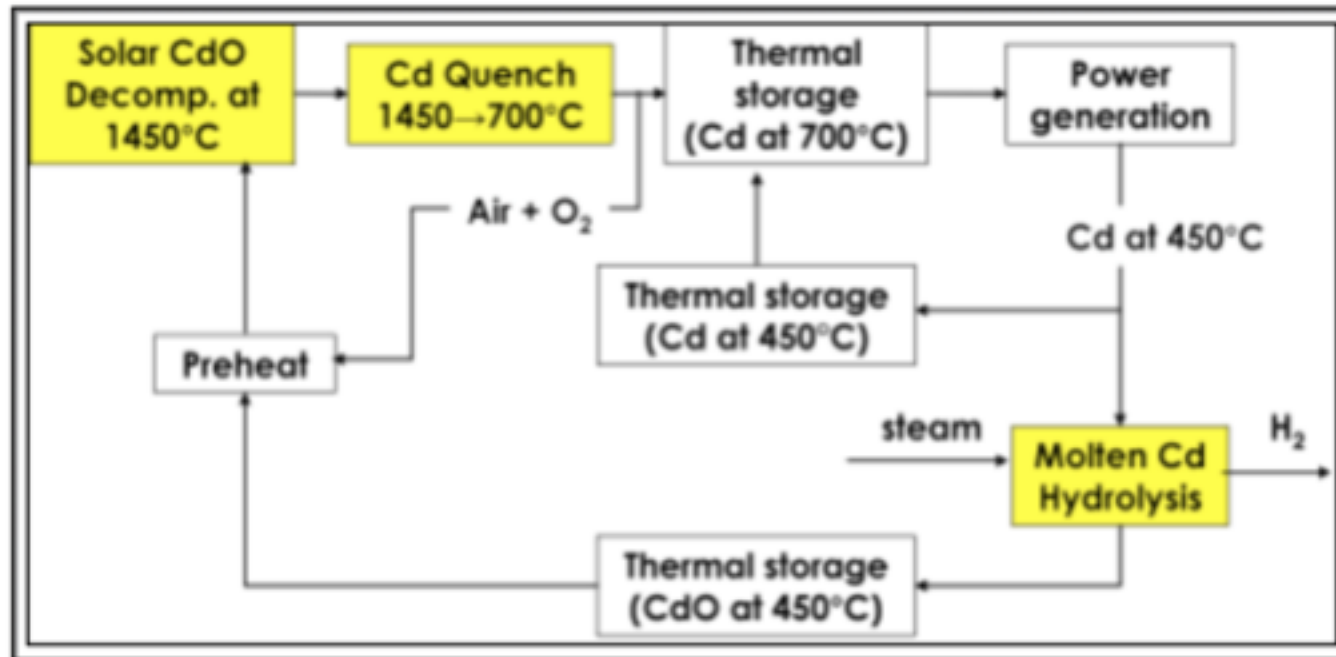 Solar CdO
Decomp. at
1450°C
Cd Quench
1450→700°C
Thermal
storage
(Cd at 700°C)
Power
generation
Air + O₂
Cd at 450°C
Thermal storage
(Cd at 450°C)
Preheat
steam
Molten Cd
Hydrolysis
H₂
Thermal storage
(CdO at 450°C)